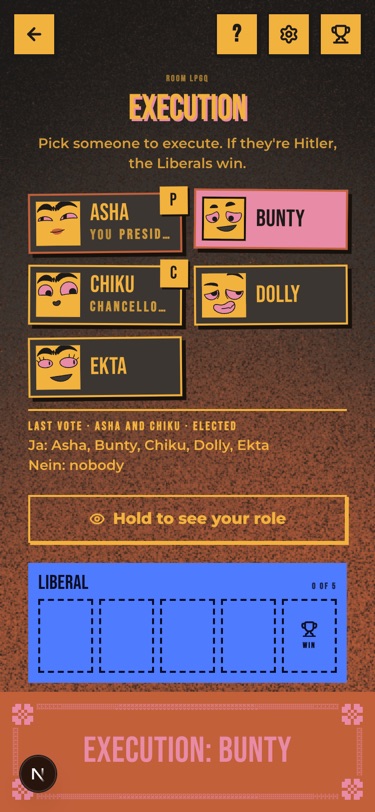 ?
ROOM LPGQ
EXECUTION
Pick someone to execute. If they're Hitler,
the Liberals win.
P
ASHA
YOU PRESID…
BUNTY
C
CHIKU
CHANCELLO…
DOLLY
EKTA
LAST VOTE · ASHA AND CHIKU · ELECTED
Ja: Asha, Bunty, Chiku, Dolly, Ekta
Nein: nobody
Hold to see your role
LIBERAL
0 OF 5
WIN
EXECUTION: BUNTY
N